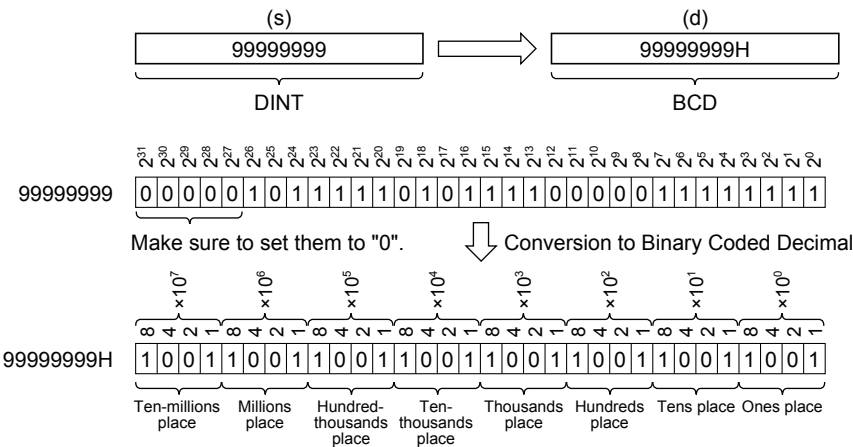 (s) (d)
99999999 99999999H
DINT BCD
2³¹ 2³⁰ 2²⁹ 2²⁸ 2²⁷ 2²⁶ 2²⁵ 2²⁴ 2²³ 2²² 2²¹ 2²⁰ 2¹⁹ 2¹⁸ 2¹⁷ 2¹⁶ 2¹⁵ 2¹⁴ 2¹³ 2¹² 2¹¹ 2¹⁰ 2⁹ 2⁸ 2⁷ 2⁶ 2⁵ 2⁴ 2³ 2² 2¹ 2⁰
99999999 0 0 0 0 0 1 0 1 1 1 1 1 0 1 0 1 1 1 1 0 0 0 0 0 1 1 1 1 1 1 1 1
Make sure to set them to "0". Conversion to Binary Coded Decimal
×10⁷ ×10⁶ ×10⁵ ×10⁴ ×10³ ×10² ×10¹ ×10⁰
8 4 2 1 8 4 2 1 8 4 2 1 8 4 2 1 8 4 2 1 8 4 2 1 8 4 2 1 8 4 2 1
99999999H 1 0 0 1 1 0 0 1 1 0 0 1 1 0 0 1 1 0 0 1 1 0 0 1 1 0 0 1 1 0 0 1
Ten-millions Millions Hundred- Ten- Thousands Hundreds Tens place Ones place
place place thousands thousands place place
place place